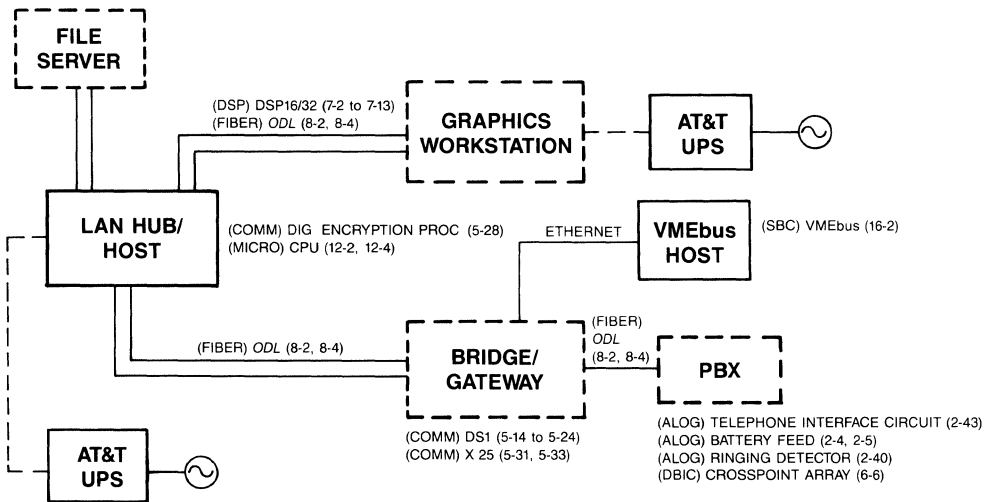 FILE
SERVER
(DSP) DSP16/32 (7-2 to 7-13)
(FIBER) ODL (8-2, 8-4)
GRAPHICS
WORKSTATION
AT&T
UPS
LAN HUB/
HOST
(COMM) DIG ENCRYPTION PROC (5-28)
(MICRO) CPU (12-2, 12-4)
ETHERNET
VMEbus
HOST
(SBC) VMEbus (16-2)
(FIBER) ODL (8-2, 8-4)
BRIDGE/
GATEWAY
(FIBER)
ODL
(8-2, 8-4)
PBX
(COMM) DS1 (5-14 to 5-24)
(COMM) X 25 (5-31, 5-33)
(ALOG) TELEPHONE INTERFACE CIRCUIT (2-43)
(ALOG) BATTERY FEED (2-4, 2-5)
(ALOG) RINGING DETECTOR (2-40)
(DBIC) CROSSPOINT ARRAY (6-6)
AT&T
UPS